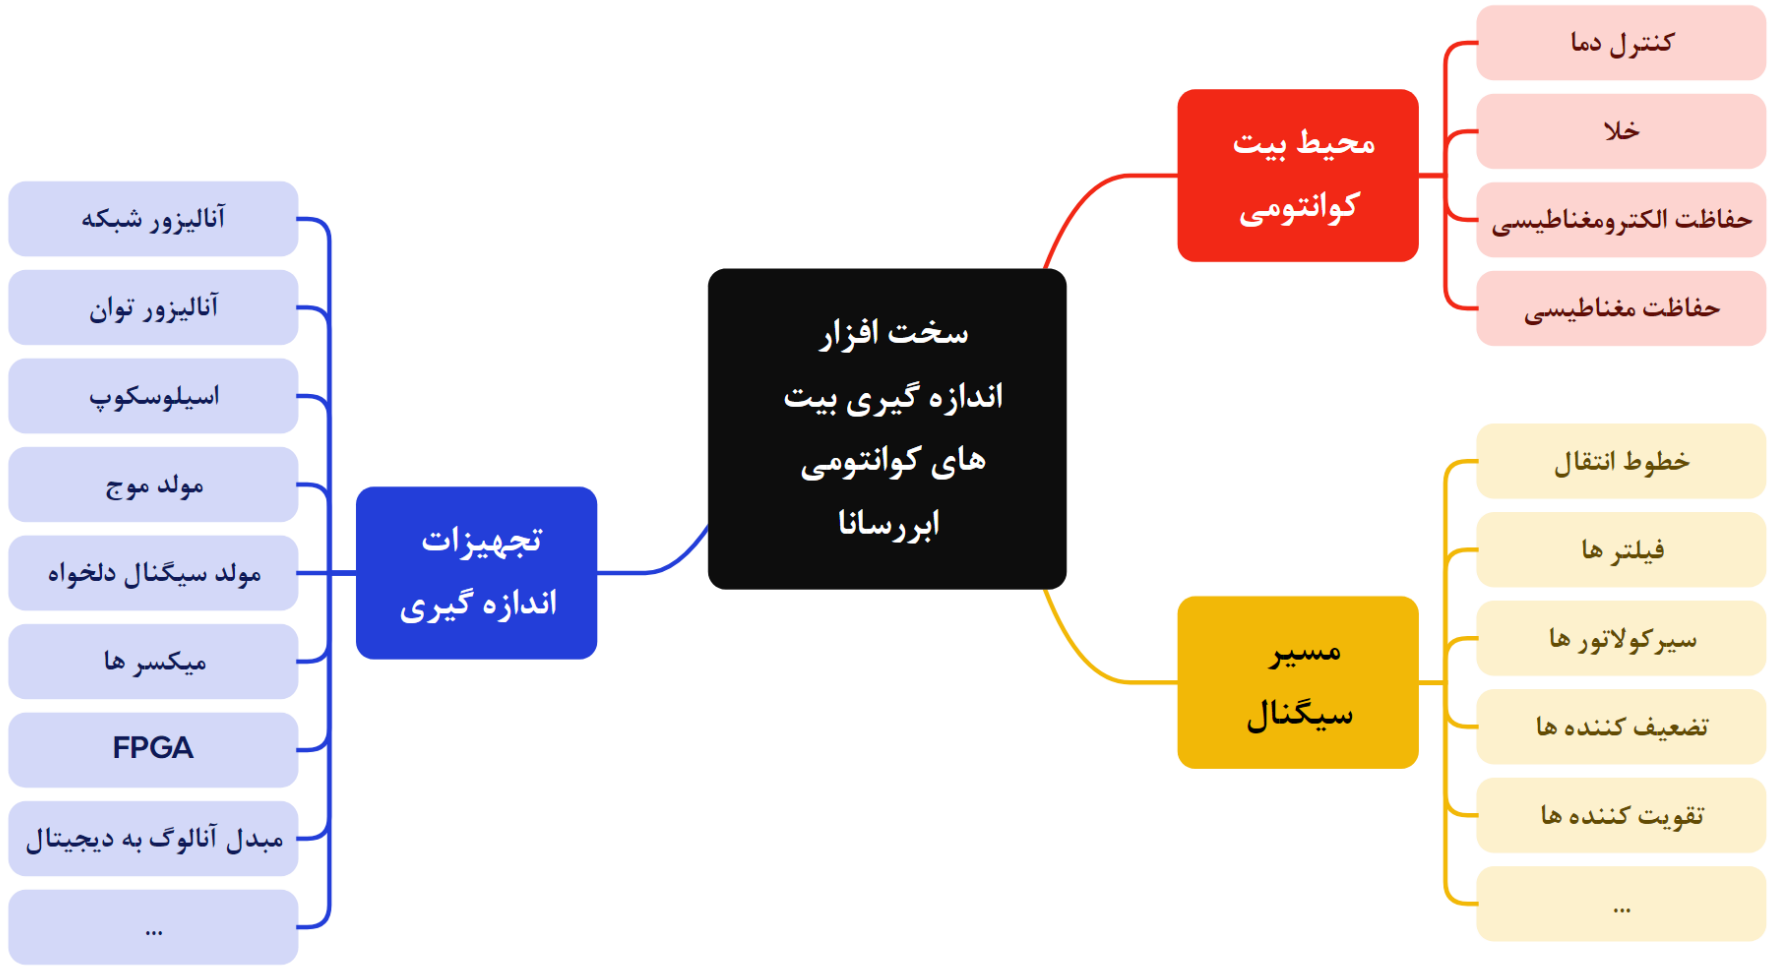 سخت افزار
اندازه گیری بیت
های کوانتومی
ابررسانا
محیط بیت
کوانتومی
کنترل دما
خلا
حفاظت الکترومغناطیسی
حفاظت مغناطیسی
مسیر
سیگنال
خطوط انتقال
فیلتر ها
سیرکولاتور ها
تضعیف کننده ها
تقویت کننده ها
...
تجهیزات
اندازه گیری
آنالیزور شبکه
آنالیزور توان
اسیلوسکوپ
مولد موج
مولد سیگنال دلخواه
میکسر ها
FPGA
مبدل آنالوگ به دیجیتال
...